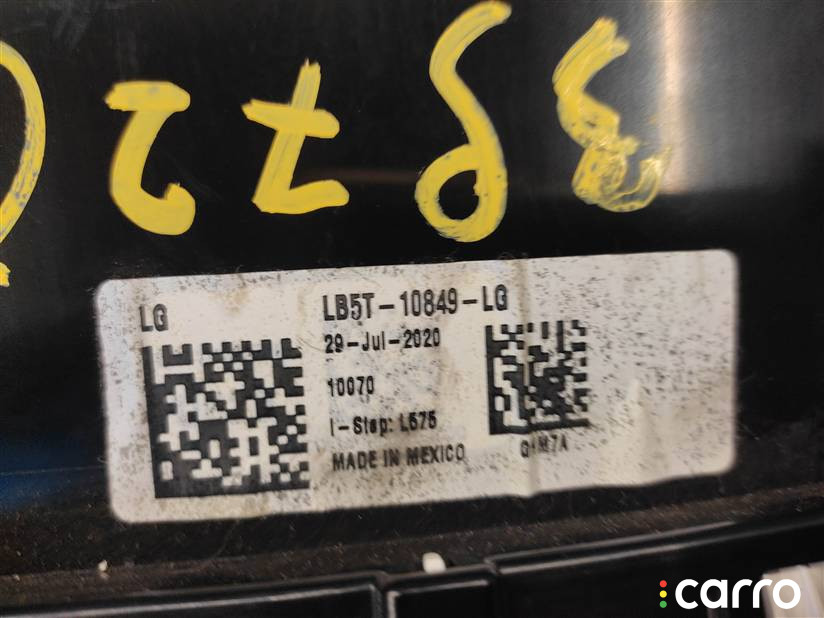 LG
LB5T-10849-LG
29-Jul-2020
10070
I-Step: L575
MADE IN MEXICO
carro